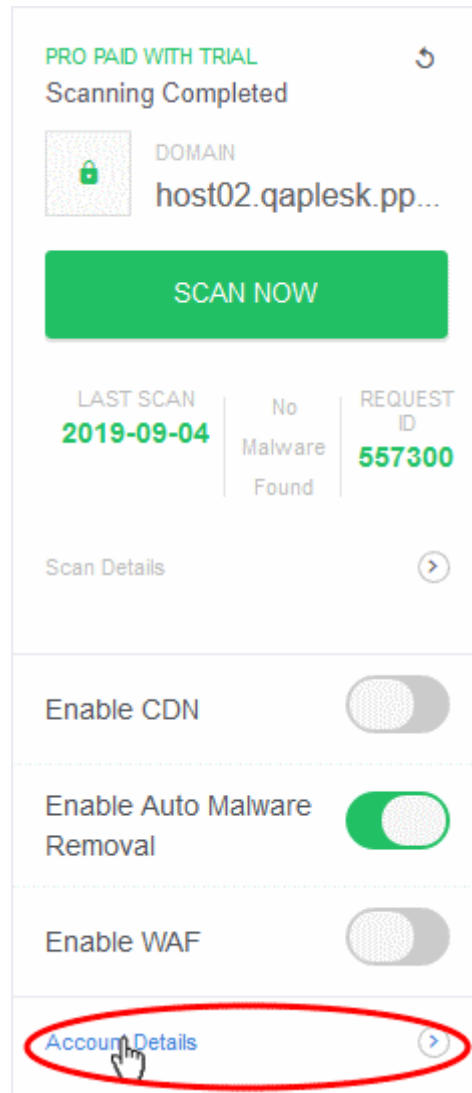 PRO PAID WITH TRIAL
Scanning Completed
DOMAIN
host02.qaplesk.pp...
SCAN NOW
LAST SCAN
2019-09-04
No
Malware
Found
REQUEST
ID
557300
Scan Details
Enable CDN
Enable Auto Malware
Removal
Enable WAF
Account Details